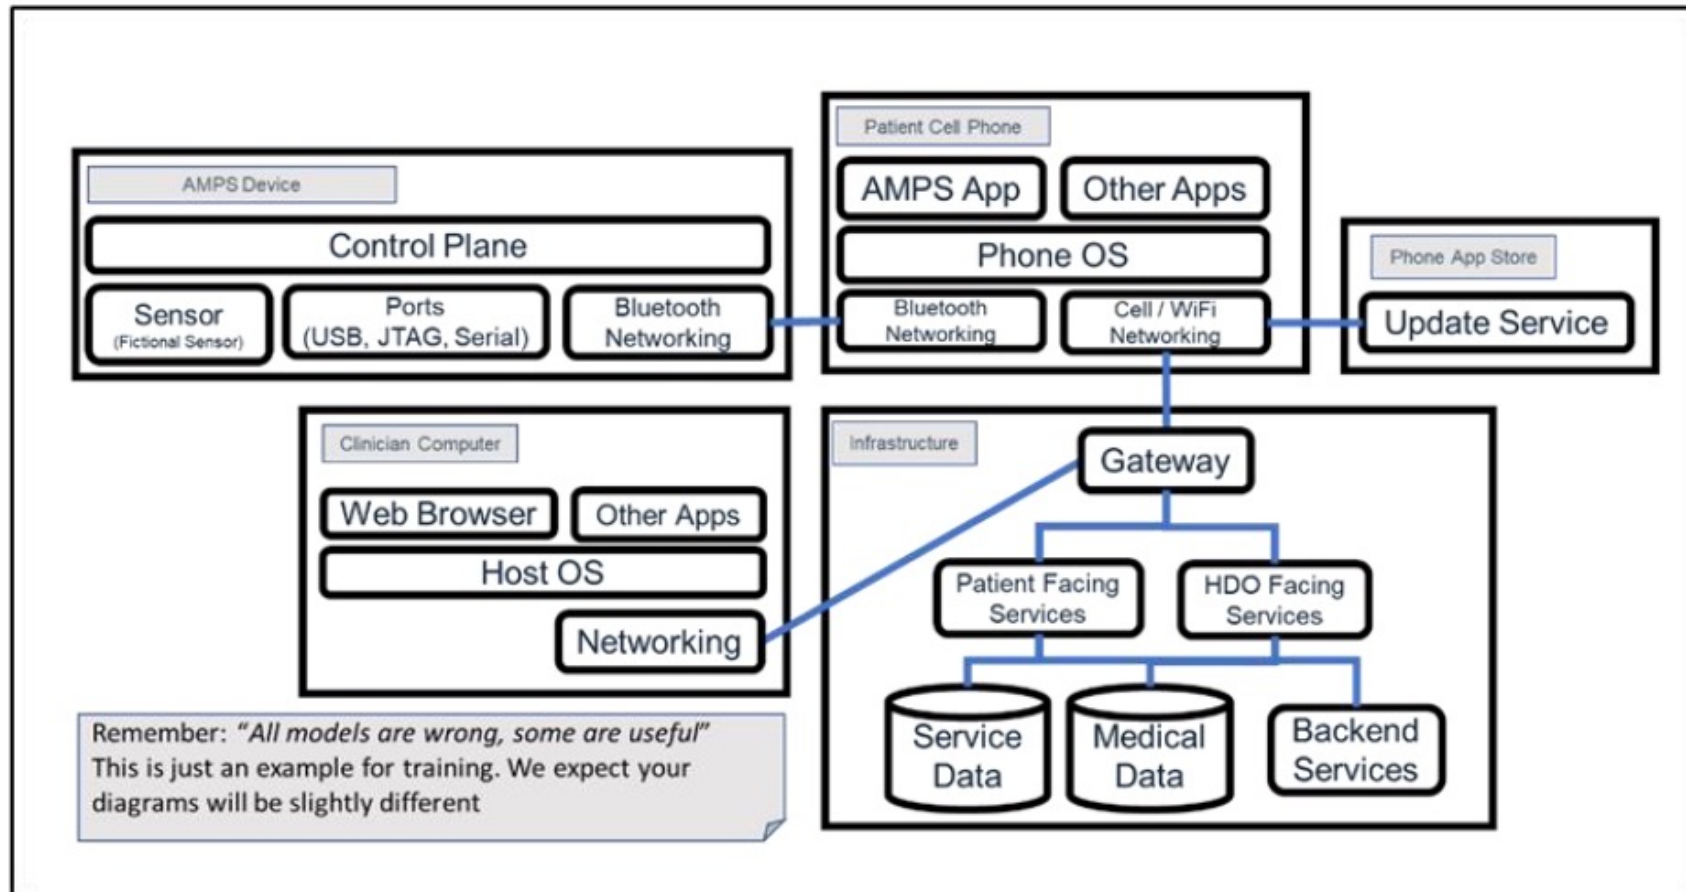 Patient Cell Phone
AMPS App
Other Apps
Phone OS
Bluetooth
Networking
Cell / WiFi
Networking
AMPS Device
Control Plane
Sensor
(Fictional Sensor)
Ports
(USB, JTAG, Serial)
Bluetooth
Networking
Phone App Store
Update Service
Clinician Computer
Web Browser
Other Apps
Host OS
Networking
Infrastructure
Gateway
Patient Facing
Services
HDO Facing
Services
Service
Data
Medical
Data
Backend
Services
Remember: “All models are wrong, some are useful”
This is just an example for training. We expect your
diagrams will be slightly different